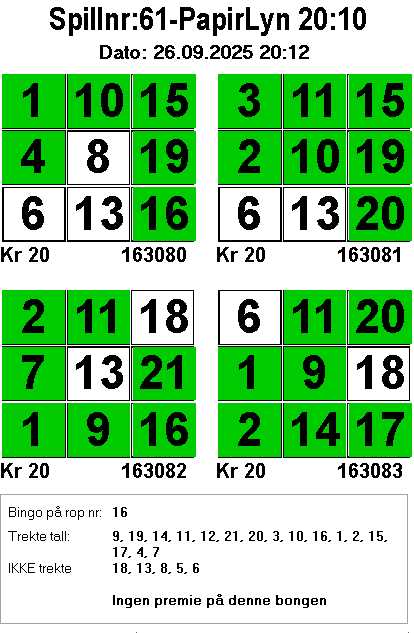 Spillnr:61-PapirLyn 20:10
Dato: 26.09.2025 20:12
1 10 15 3 11 15
4 8 19 2 10 19
6 13 16 6 13 20
Kr 20 163080 Kr 20 163081
2 11 18 6 11 20
7 13 21 1 9 18
1 9 16 2 14 17
Kr 20 163082 Kr 20 163083
Bingo på rop nr: 16
Trekte tall: 9, 19, 14, 11, 12, 21, 20, 3, 10, 16, 1, 2, 15,
17, 4, 7
IKKE trekte 18, 13, 8, 5, 6
Ingen premie på denne bongen